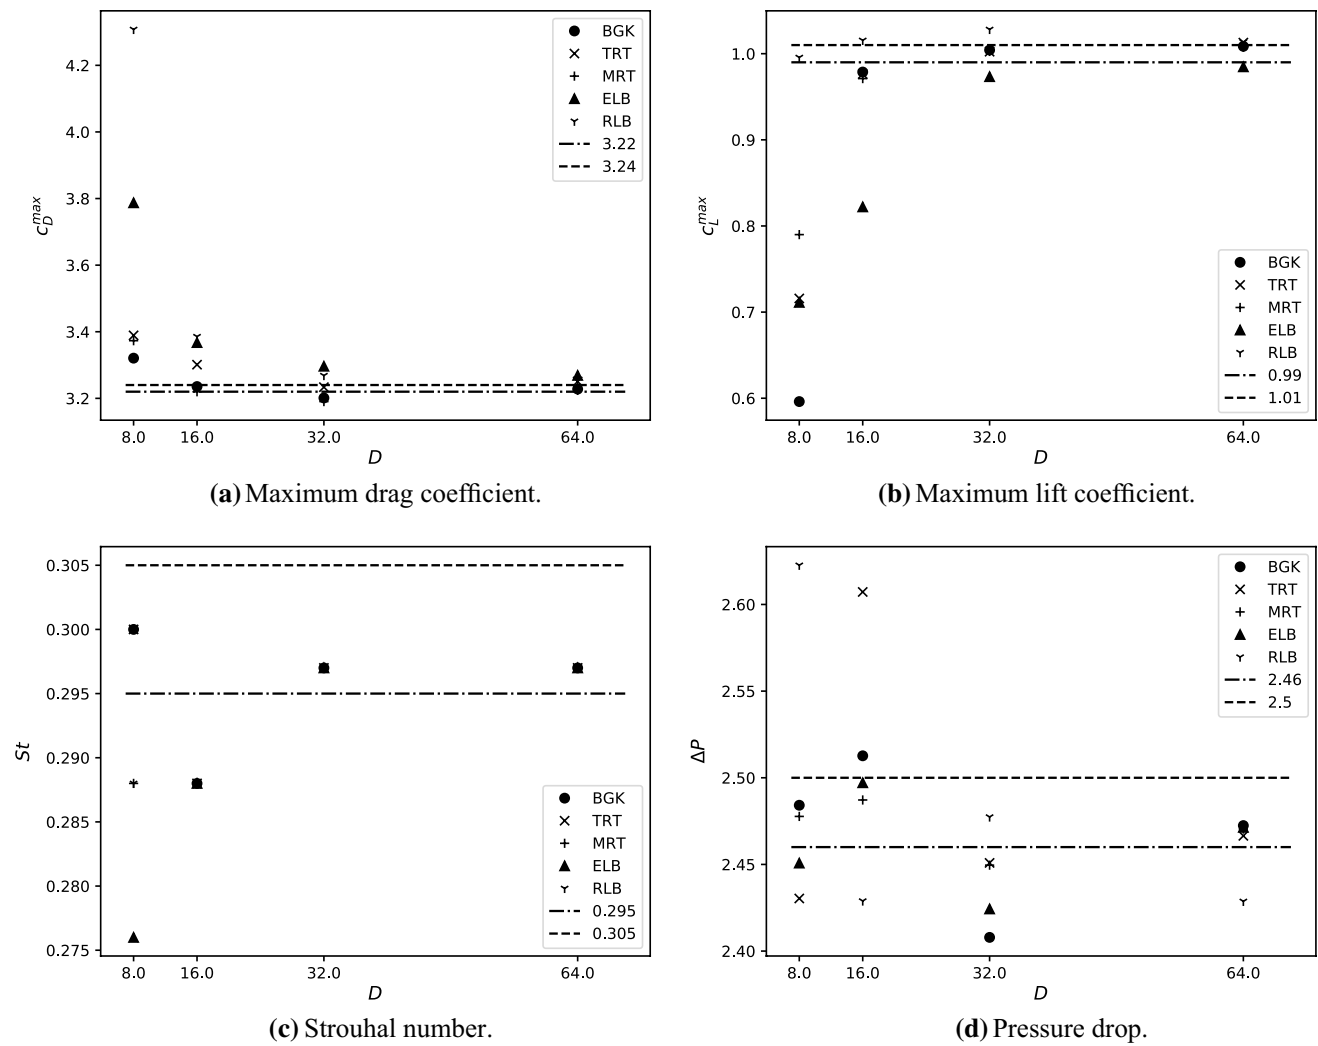 4.2
4.0
3.8
3.6
3.4
3.2
c_D^max
8.0 16.0 32.0 64.0
D
BGK
TRT
MRT
ELB
RLB
3.22
3.24
(a) Maximum drag coefficient.
1.0
0.9
0.8
0.7
0.6
c_L^max
8.0 16.0 32.0 64.0
D
BGK
TRT
MRT
ELB
RLB
0.99
1.01
(b) Maximum lift coefficient.
0.305
0.300
0.295
0.290
0.285
0.280
0.275
St
8.0 16.0 32.0 64.0
D
BGK
TRT
MRT
ELB
RLB
0.295
0.305
(c) Strouhal number.
2.60
2.55
2.50
2.45
2.40
ΔP
8.0 16.0 32.0 64.0
D
BGK
TRT
MRT
ELB
RLB
2.46
2.5
(d) Pressure drop.